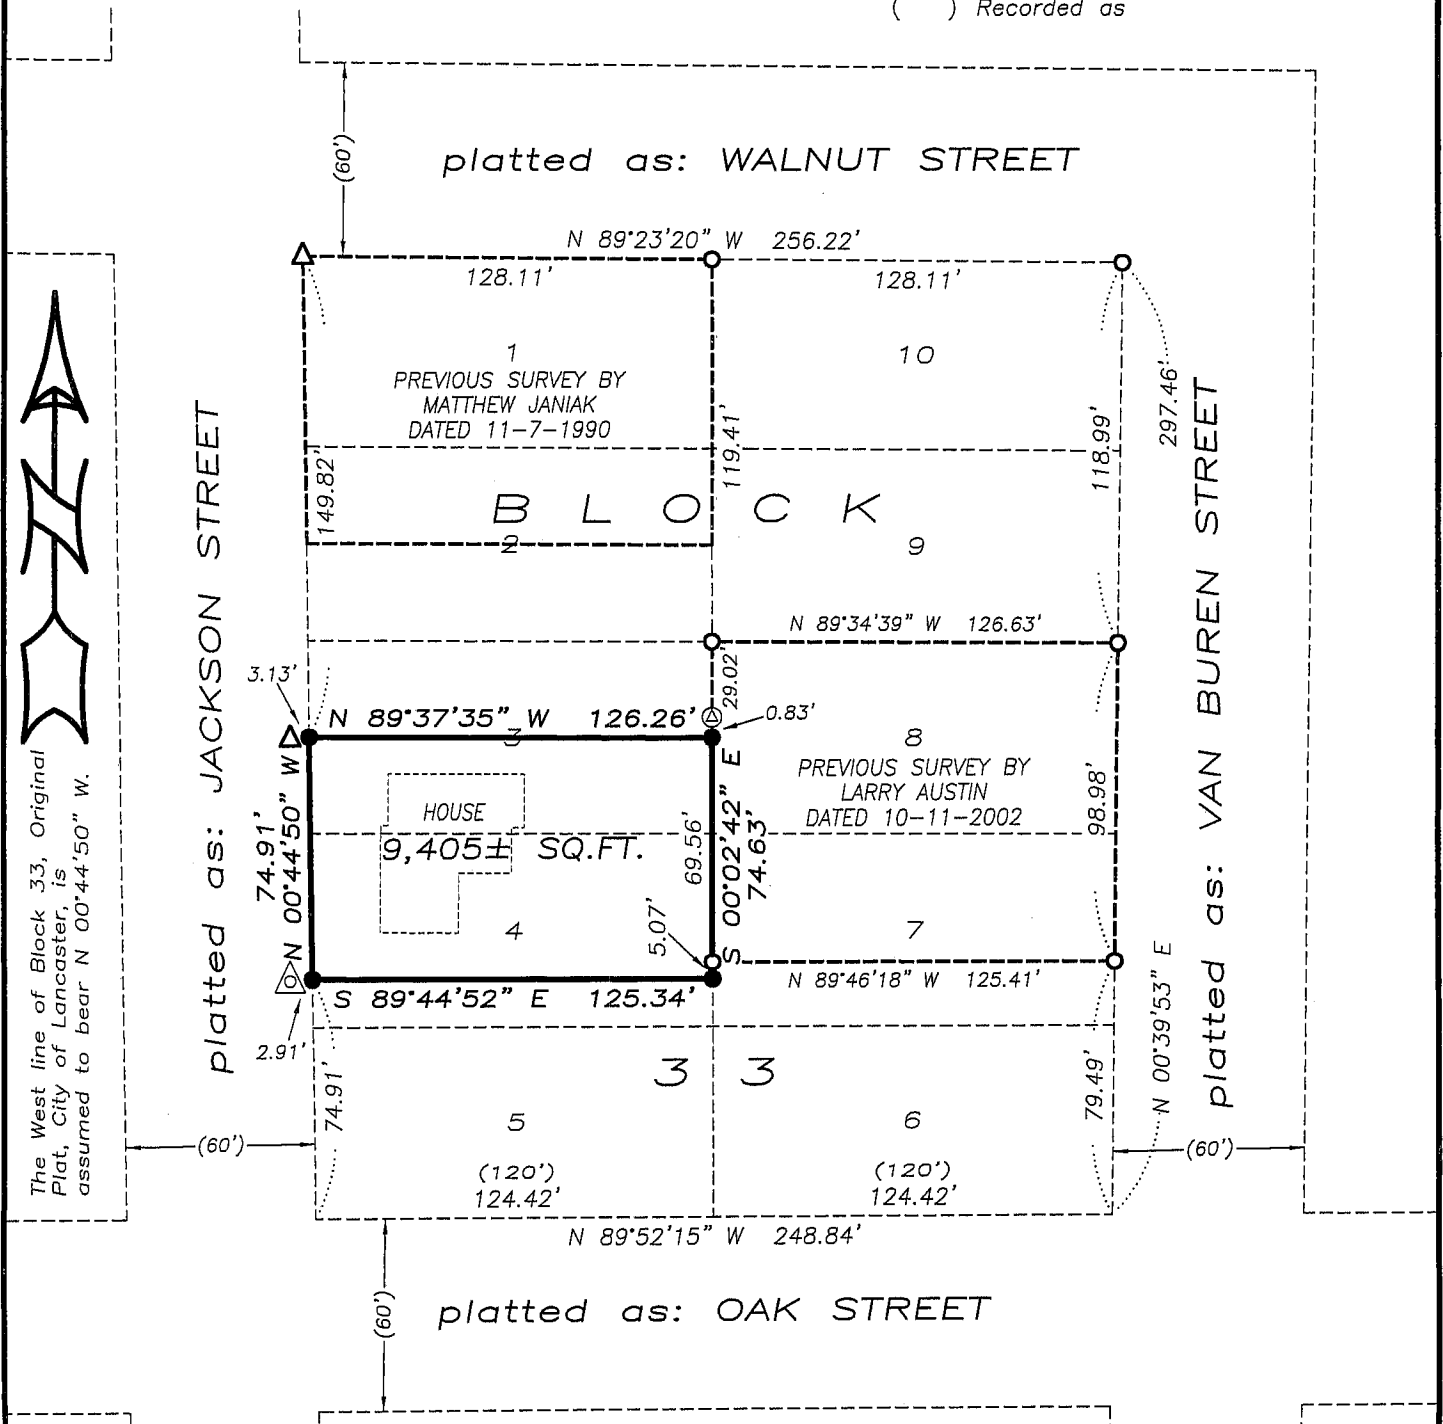 ( ) Recorded as
(60')
platted as: WALNUT STREET
N 89°23'20" W 256.22'
128.11'
128.11'
1
PREVIOUS SURVEY BY
MATTHEW JANIAK
DATED 11-7-1990
10
297.46'
119.41'
118.99'
149.82'
BLOCK
2
9
platted as: JACKSON STREET
platted as: VAN BUREN STREET
N 89°34'39" W 126.63'
29.02'
3.13'
N 89°37'35" W 126.26'
0.83'
3
8
PREVIOUS SURVEY BY
LARRY AUSTIN
DATED 10-11-2002
HOUSE
9,405± SQ.FT.
74.91'
N 00°44'50" W
69.56'
S 00°02'42" E
74.63'
98.98'
The West line of Block 33, Original
Plat, City of Lancaster, is
assumed to bear N 00°44'50" W.
4
5.07'
7
N 89°46'18" W 125.41'
S 89°44'52" E 125.34'
2.91'
N 00°39'53" E
33
74.91'
79.49'
5
6
(60')
(60')
(120')
124.42'
(120')
124.42'
N 89°52'15" W 248.84'
(60')
platted as: OAK STREET